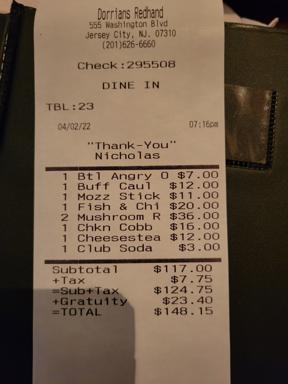 Dorrians Redhand
555 Washington Blvd
Jersey City, NJ. 07310
(201)626-6660
Check:295508
DINE IN
TBL:23
04/02/22 07:16pm
"Thank-You"
Nicholas
1 Btl Angry O $7.00
1 Buff Caul $12.00
1 Mozz Stick $11.00
1 Fish & Chi $20.00
2 Mushroom R $36.00
1 Chkn Cobb $16.00
1 Cheesestea $12.00
1 Club Soda $3.00
Subtotal $117.00
+Tax $7.75
=Sub+Tax $124.75
+Gratuity $23.40
=TOTAL $148.15